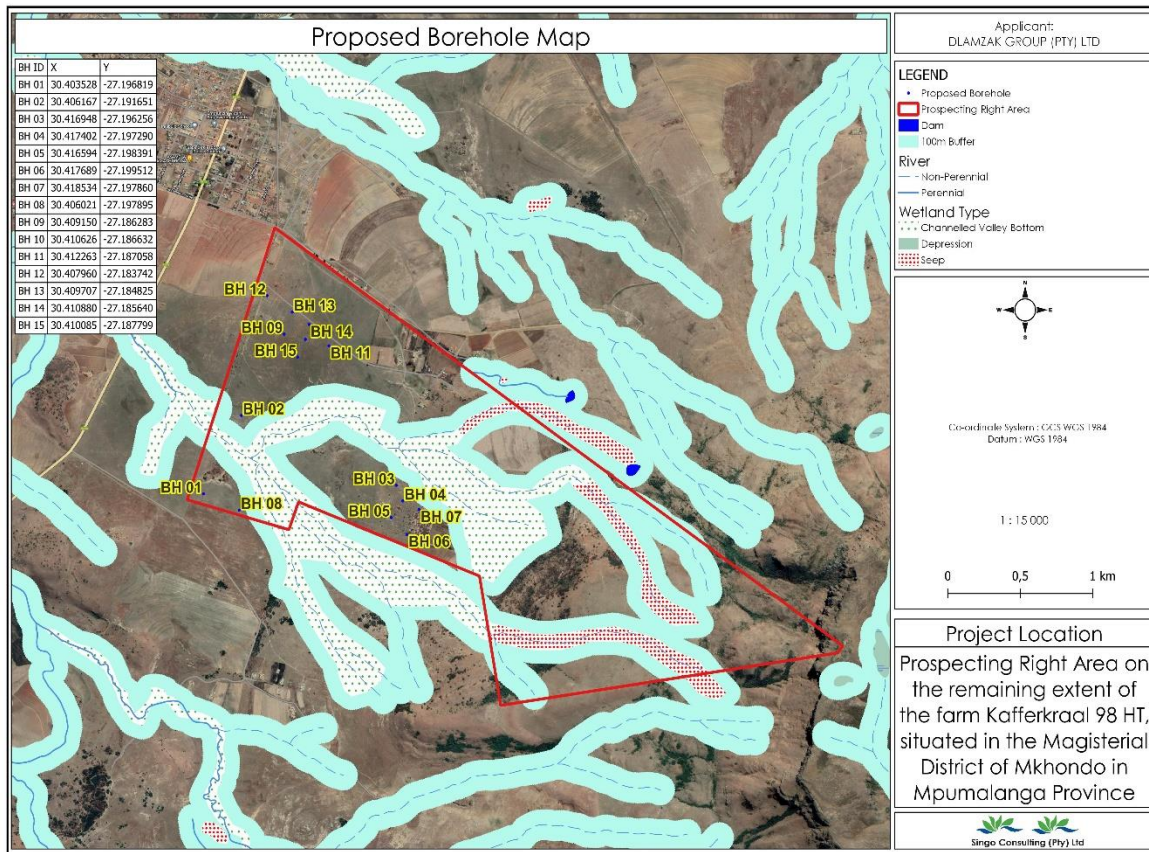 Proposed Borehole Map
BH ID X Y
BH 01 30.403528 -27.196819
BH 02 30.406167 -27.191651
BH 03 30.416948 -27.196256
BH 04 30.417402 -27.197290
BH 05 30.416594 -27.198391
BH 06 30.417689 -27.199512
BH 07 30.418534 -27.197860
BH 08 30.406021 -27.197895
BH 09 30.409150 -27.186283
BH 10 30.410626 -27.186632
BH 11 30.412263 -27.187058
BH 12 30.407960 -27.183742
BH 13 30.409707 -27.184825
BH 14 30.410880 -27.185640
BH 15 30.410085 -27.187799
BH 12
BH 13
BH 09
BH 14
BH 15
BH 11
BH 02
BH 03
BH 01
BH 04
BH 08
BH 05
BH 07
BH 06
Applicant:
DLAMZAK GROUP (PTY) LTD
LEGEND
Proposed Borehole
Prospecting Right Area
Dam
100m Buffer
River
Non-Perennial
Perennial
Wetland Type
Channelled Valley Bottom
Depression
Seep
N
W
E
S
Co-ordinate System : GCS WGS 1984
Datum : WGS 1984
1 : 15 000
0 0,5 1 km
Project Location
Prospecting Right Area on
the remaining extent of
the farm Kafferkraal 98 HT,
situated in the Magisterial
District of Mkhondo in
Mpumalanga Province
Singo Consulting (Pty) Ltd